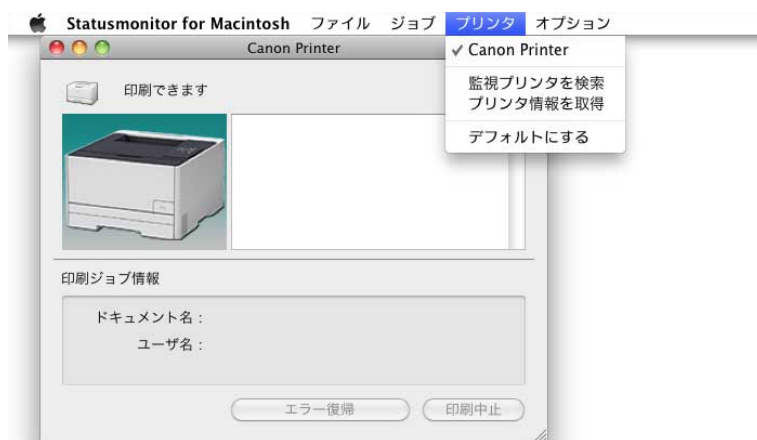 Statusmonitor for Macintosh ファイル ジョブ プリンタ オプション
Canon Printer
✓ Canon Printer
監視プリンタを検索
プリンタ情報を取得
デフォルトにする
印刷できます
印刷ジョブ情報
ドキュメント名 :
ユーザ名 :
エラー復帰 印刷中止